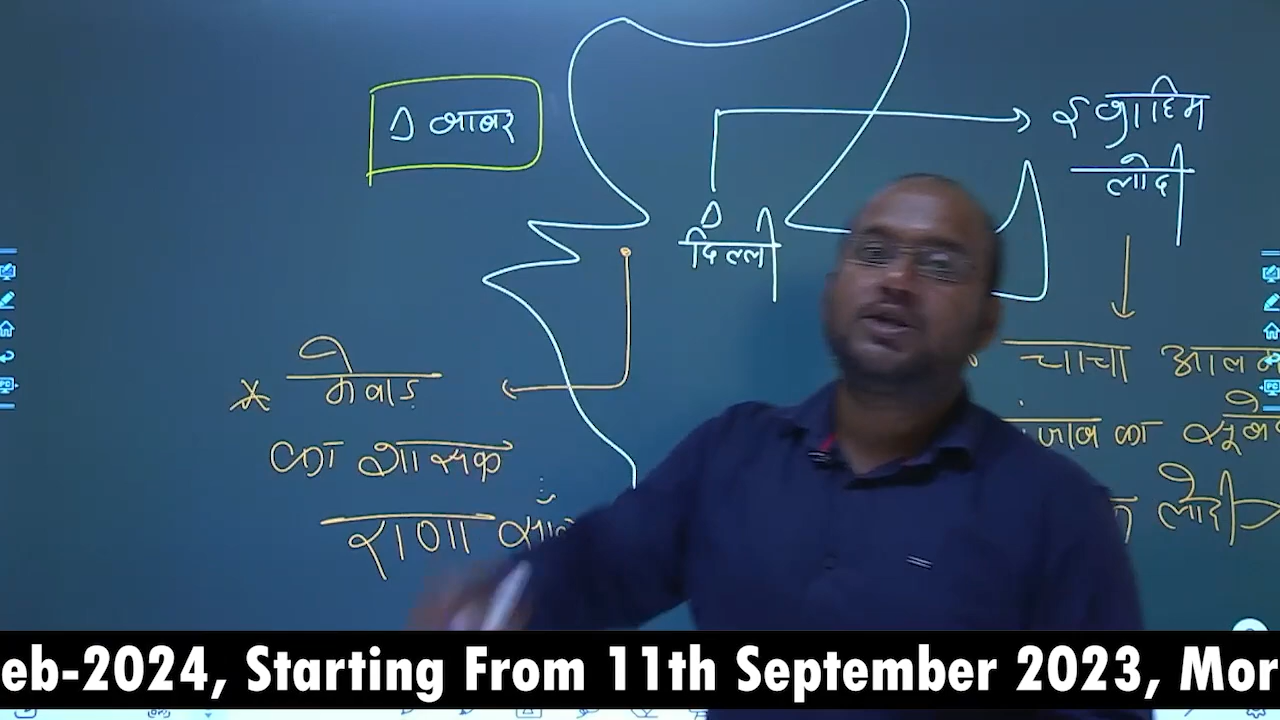 बाबर
इब्राहिम
लोदी
दिल्ली
मेवाड़
का शासक
राणा
चाचा आलम
पंजाब का सूबे
लोदी
eb-2024, Starting From 11th September 2023, Mor